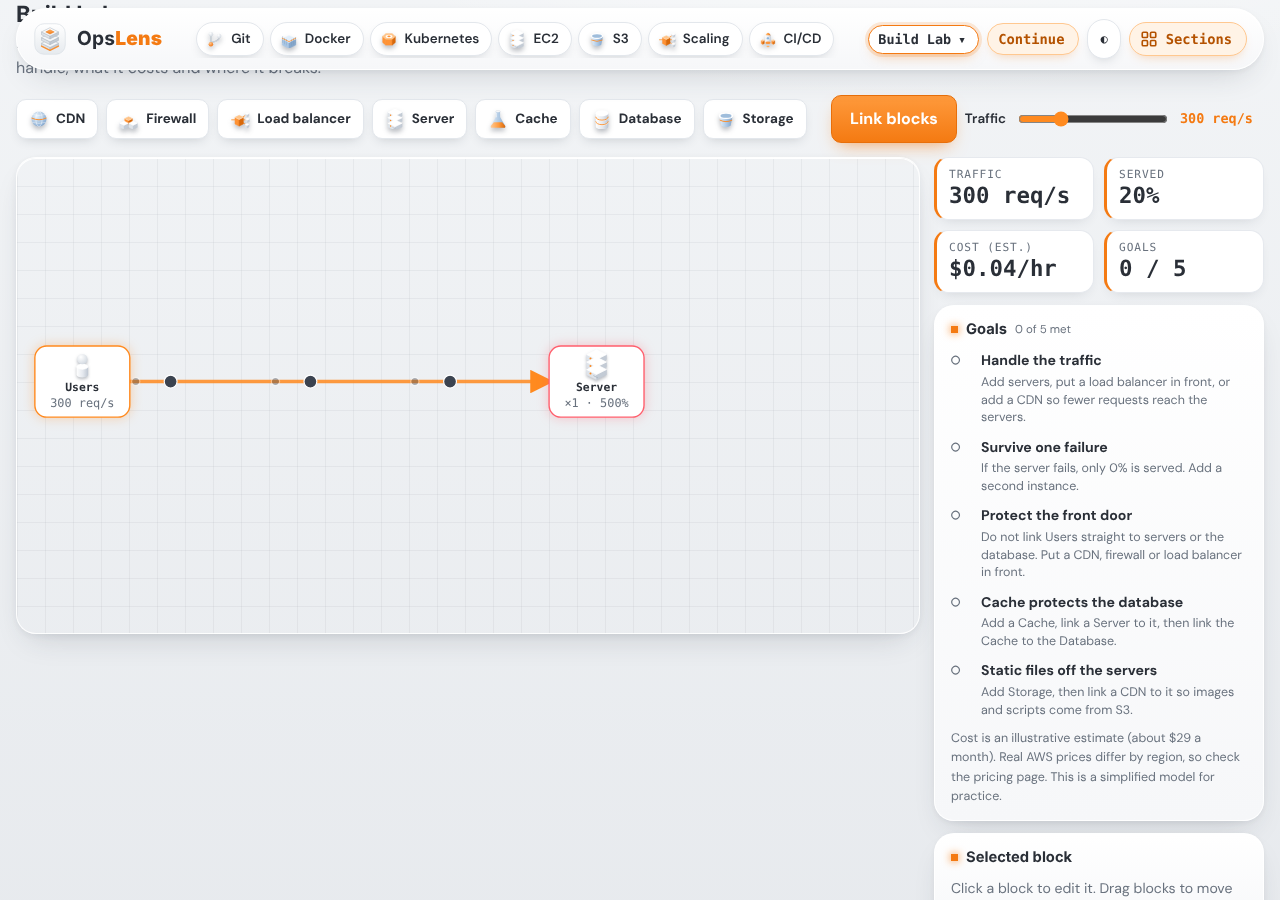 OpsLens
Git
Docker
Kubernetes
EC2
S3
Scaling
CI/CD
Build Lab ▾
Continue
Sections
handle, what it costs and where it breaks.
CDN
Firewall
Load balancer
Server
Cache
Database
Storage
Link blocks
Traffic
300 req/s
TRAFFIC
300 req/s
SERVED
20%
COST (EST.)
$0.04/hr
GOALS
0 / 5
Users
300 req/s
Server
×1 · 500%
Goals 0 of 5 met
Handle the traffic
Add servers, put a load balancer in front, or
add a CDN so fewer requests reach the
servers.
Survive one failure
If the server fails, only 0% is served. Add a
second instance.
Protect the front door
Do not link Users straight to servers or the
database. Put a CDN, firewall or load balancer
in front.
Cache protects the database
Add a Cache, link a Server to it, then link the
Cache to the Database.
Static files off the servers
Add Storage, then link a CDN to it so images
and scripts come from S3.
Cost is an illustrative estimate (about $29 a
month). Real AWS prices differ by region, so check
the pricing page. This is a simplified model for
practice.
Selected block
Click a block to edit it. Drag blocks to move